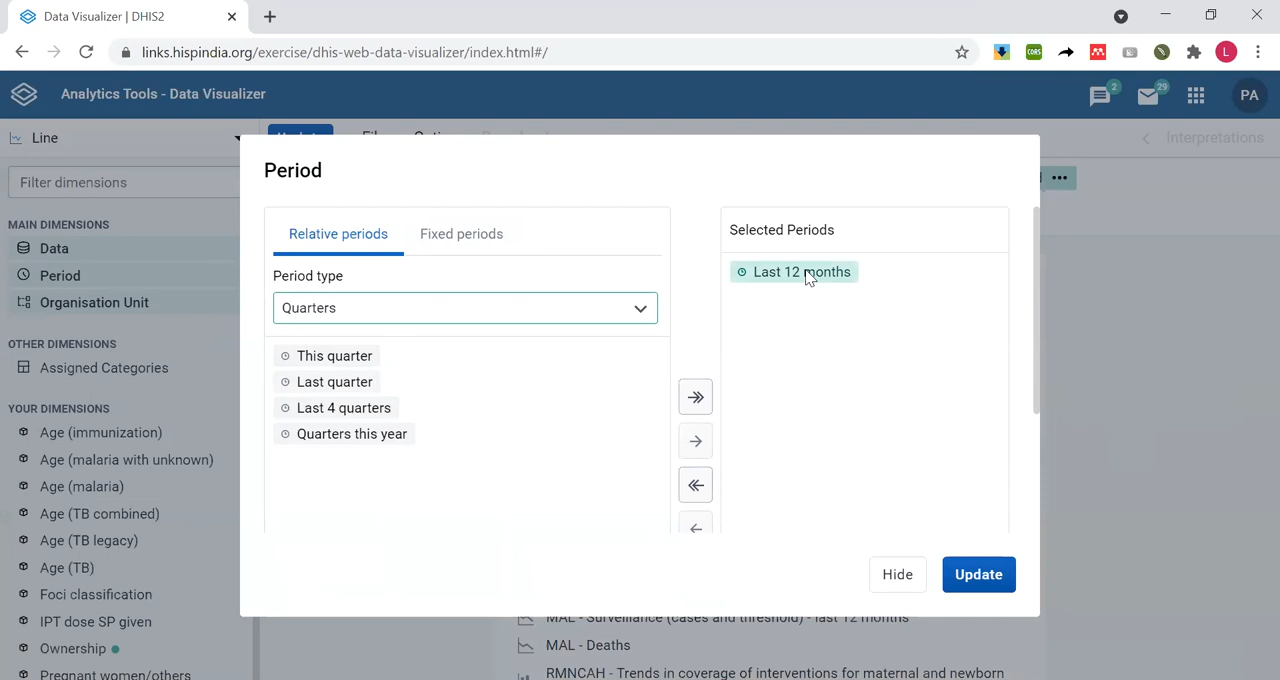 Data Visualizer | DHIS2
links.hispindia.org/exercise/dhis-web-data-visualizer/index.html#/
CORS
L
Analytics Tools - Data Visualizer
2
29
PA
Line
Interpretations
Filter dimensions
MAIN DIMENSIONS
Data
Period
Organisation Unit
OTHER DIMENSIONS
Assigned Categories
YOUR DIMENSIONS
Age (immunization)
Age (malaria with unknown)
Age (malaria)
Age (TB combined)
Age (TB legacy)
Age (TB)
Foci classification
IPT dose SP given
Ownership
Pregnant women/others
Period
Relative periods
Fixed periods
Period type
Quarters
This quarter
Last quarter
Last 4 quarters
Quarters this year
Selected Periods
Last 12 months
Hide
Update
MAL - Surveillance (cases and threshold) - last 12 months
MAL - Deaths
RMNCAH - Trends in coverage of interventions for maternal and newborn